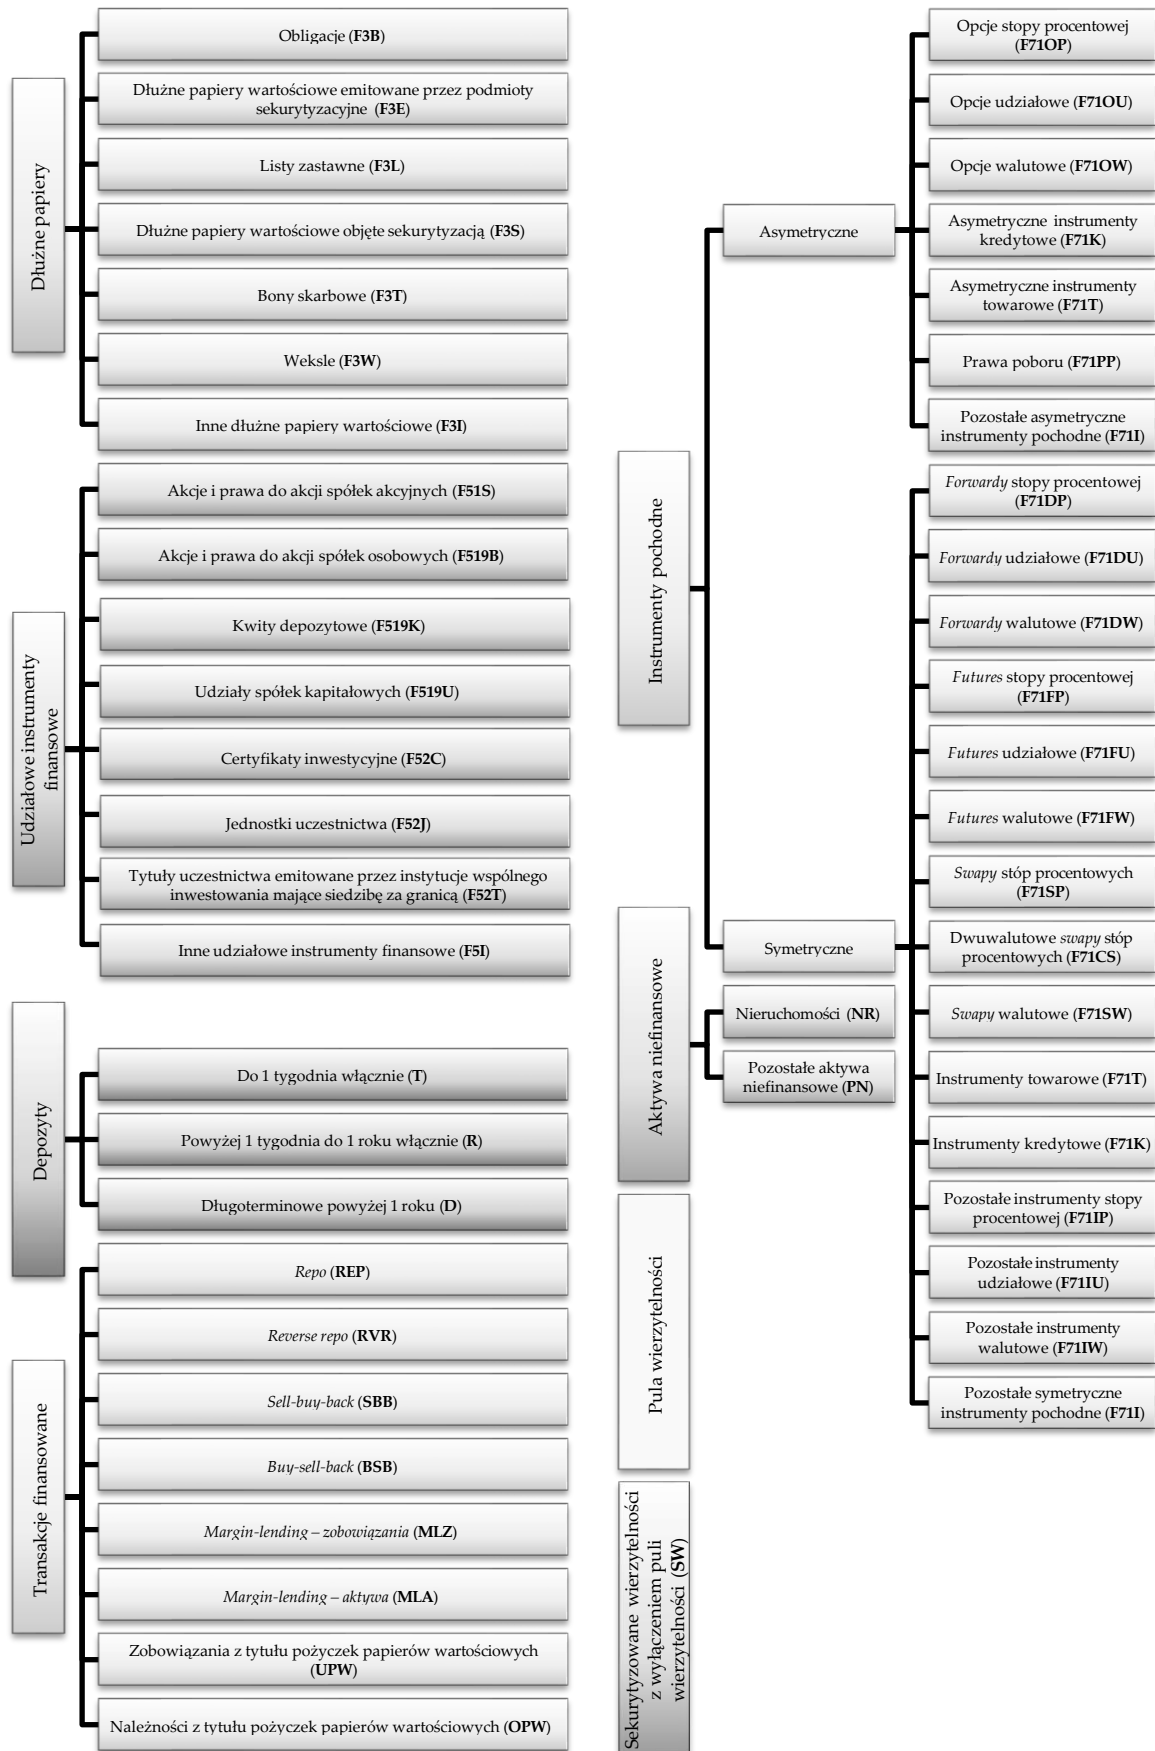 Dłużne papiery
Obligacje (F3B)
Dłużne papiery wartościowe emitowane przez podmioty
sekurytyzacyjne (F3E)
Listy zastawne (F3L)
Dłużne papiery wartościowe objęte sekurytyzacją (F3S)
Bony skarbowe (F3T)
Weksle (F3W)
Inne dłużne papiery wartościowe (F3I)
Udziałowe instrumenty
finansowe
Akcje i prawa do akcji spółek akcyjnych (F51S)
Akcje i prawa do akcji spółek osobowych (F519B)
Kwity depozytowe (F519K)
Udziały spółek kapitałowych (F519U)
Certyfikaty inwestycyjne (F52C)
Jednostki uczestnictwa (F52J)
Tytuły uczestnictwa emitowane przez instytucje wspólnego
inwestowania mające siedzibę za granicą (F52T)
Inne udziałowe instrumenty finansowe (F5I)
Depozyty
Do 1 tygodnia włącznie (T)
Powyżej 1 tygodnia do 1 roku włącznie (R)
Długoterminowe powyżej 1 roku (D)
Transakcje finansowane
Repo (REP)
Reverse repo (RVR)
Sell-buy-back (SBB)
Buy-sell-back (BSB)
Margin-lending – zobowiązania (MLZ)
Margin-lending – aktywa (MLA)
Zobowiązania z tytułu pożyczek papierów wartościowych
(UPW)
Należności z tytułu pożyczek papierów wartościowych (OPW)
Instrumenty pochodne
Asymetryczne
Opcje stopy procentowej
(F71OP)
Opcje udziałowe (F71OU)
Opcje walutowe (F71OW)
Asymetryczne instrumenty
kredytowe (F71K)
Asymetryczne instrumenty
towarowe (F71T)
Prawa poboru (F71PP)
Pozostałe asymetryczne
instrumenty pochodne (F71I)
Symetryczne
Forwardy stopy procentowej
(F71DP)
Forwardy udziałowe (F71DU)
Forwardy walutowe (F71DW)
Futures stopy procentowej
(F71FP)
Futures udziałowe (F71FU)
Futures walutowe (F71FW)
Swapy stóp procentowych
(F71SP)
Dwuwalutowe swapy stóp
procentowych (F71CS)
Swapy walutowe (F71SW)
Instrumenty towarowe (F71T)
Instrumenty kredytowe (F71K)
Pozostałe instrumenty stopy
procentowej (F71IP)
Pozostałe instrumenty
udziałowe (F71IU)
Pozostałe instrumenty
walutowe (F71IW)
Pozostałe symetryczne
instrumenty pochodne (F71I)
Aktywa niefinansowe
Nieruchomości (NR)
Pozostałe aktywa
niefinansowe (PN)
Pula wierzytelności
Sekurytyzowane wierzytelności
z wyłączeniem puli
wierzytelności (SW)